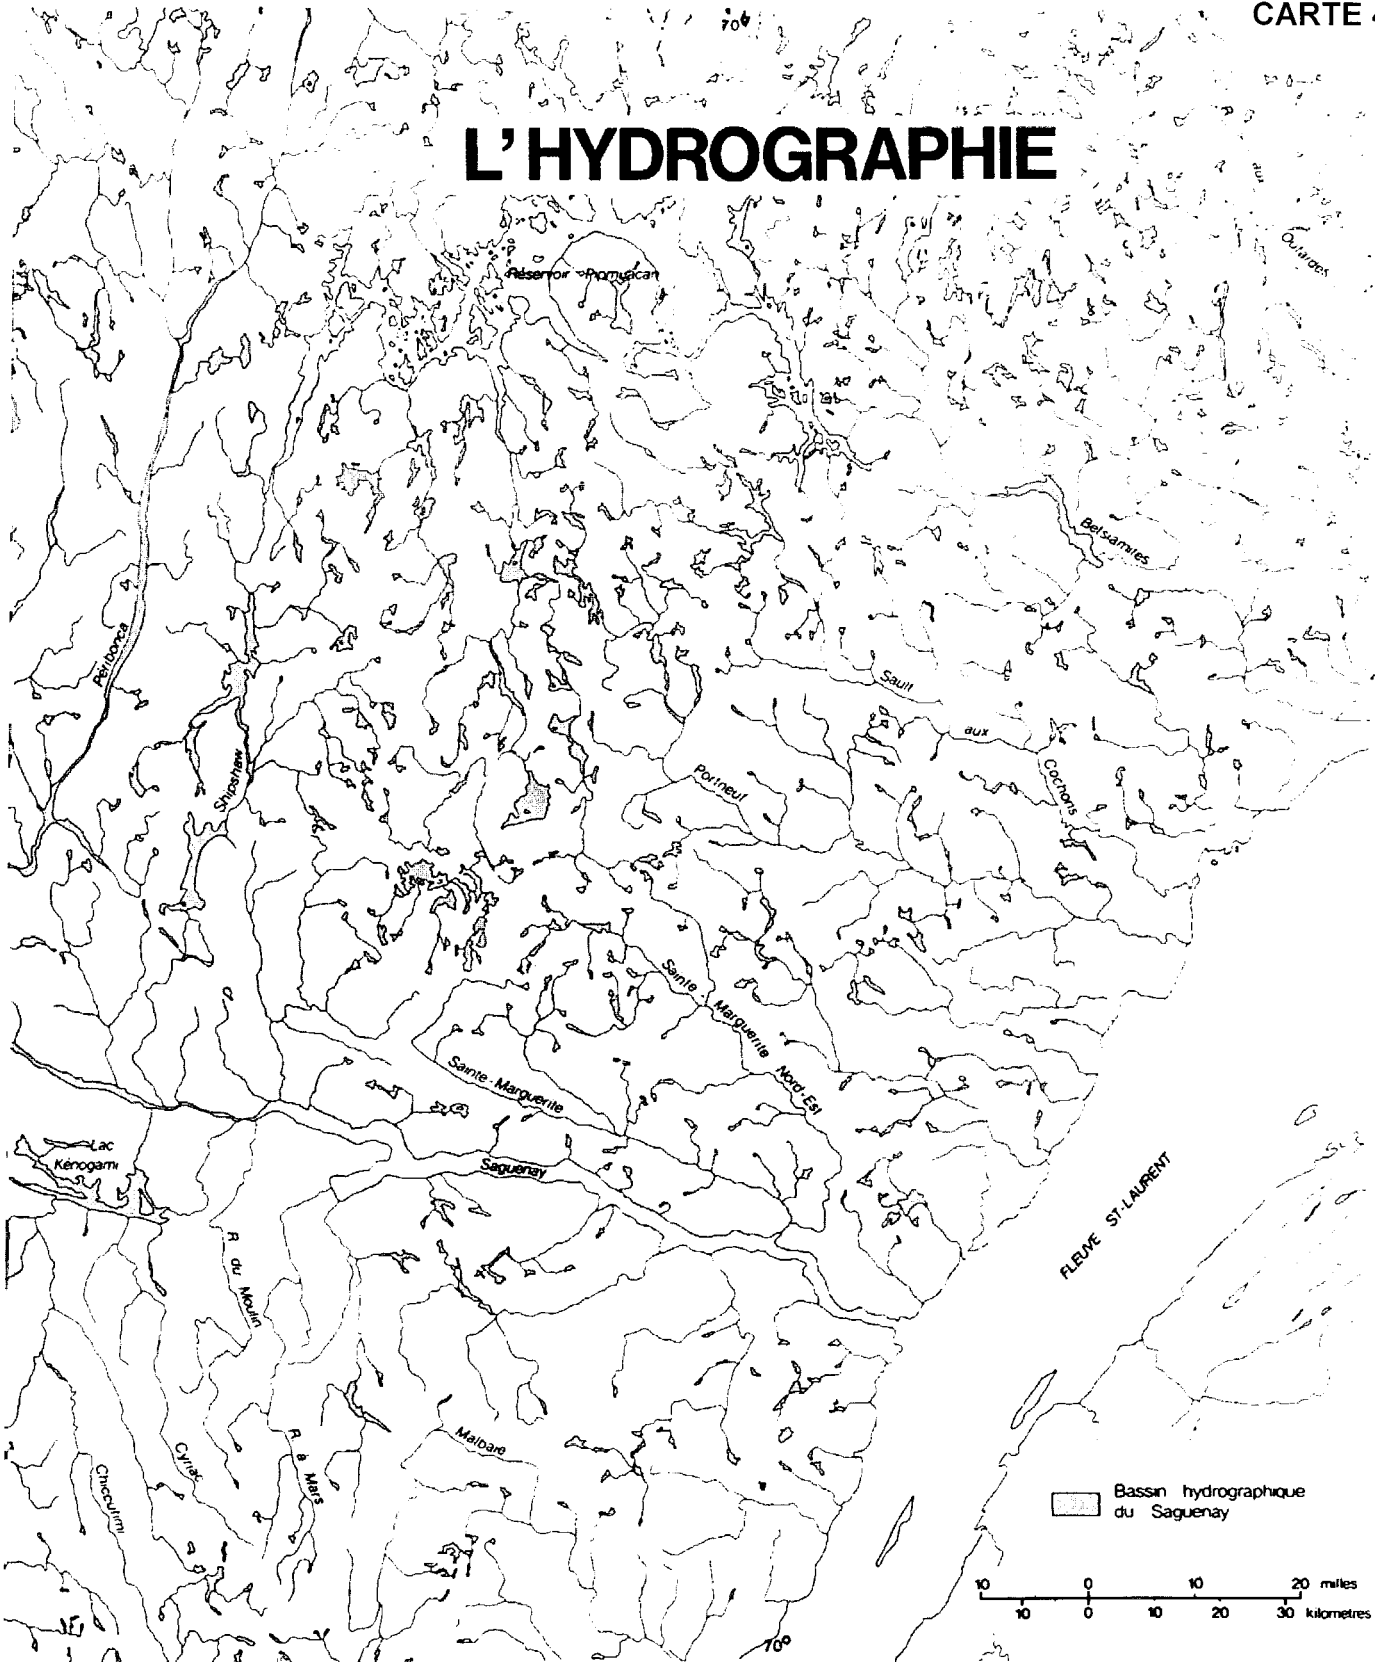 CARTE
70°
L'HYDROGRAPHIE
aux
Outardes
Réservoir Pipmuacan
Betsiamites
Péribonca
Sault
aux
Cochons
Shipshaw
Portneuf
Sainte-Marguerite Nord-Est
Sainte-Marguerite
Lac
Kénogami
Saguenay
FLEUVE ST-LAURENT
R. du Moulin
Malbaie
R. à Mars
Cyriac
Chicoutimi
Bassin hydrographique
du Saguenay
10 0 10 20 milles
10 0 10 20 30 kilometres
70°